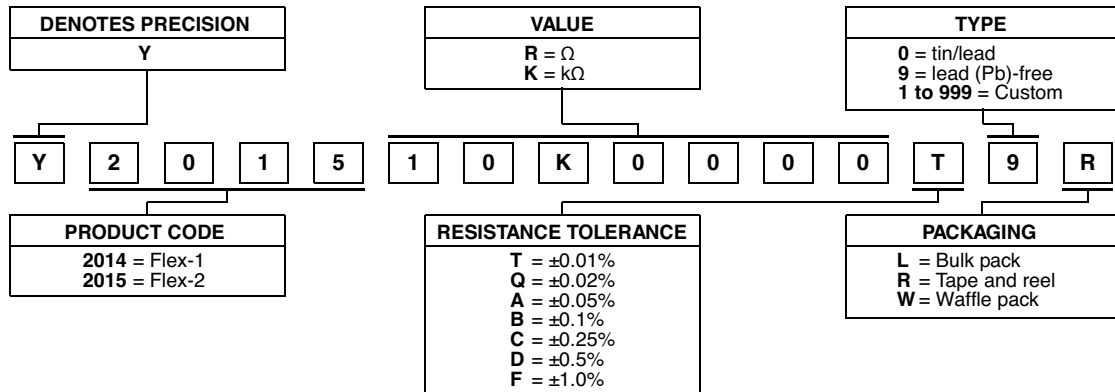 DENOTES PRECISION
Y
VALUE
R = Ω
K = kΩ
TYPE
0 = tin/lead
9 = lead (Pb)-free
1 to 999 = Custom
Y 2 0 1 5 1 0 K 0 0 0 0 T 9 R
PRODUCT CODE
2014 = Flex-1
2015 = Flex-2
RESISTANCE TOLERANCE
T = ±0.01%
Q = ±0.02%
A = ±0.05%
B = ±0.1%
C = ±0.25%
D = ±0.5%
F = ±1.0%
PACKAGING
L = Bulk pack
R = Tape and reel
W = Waffle pack